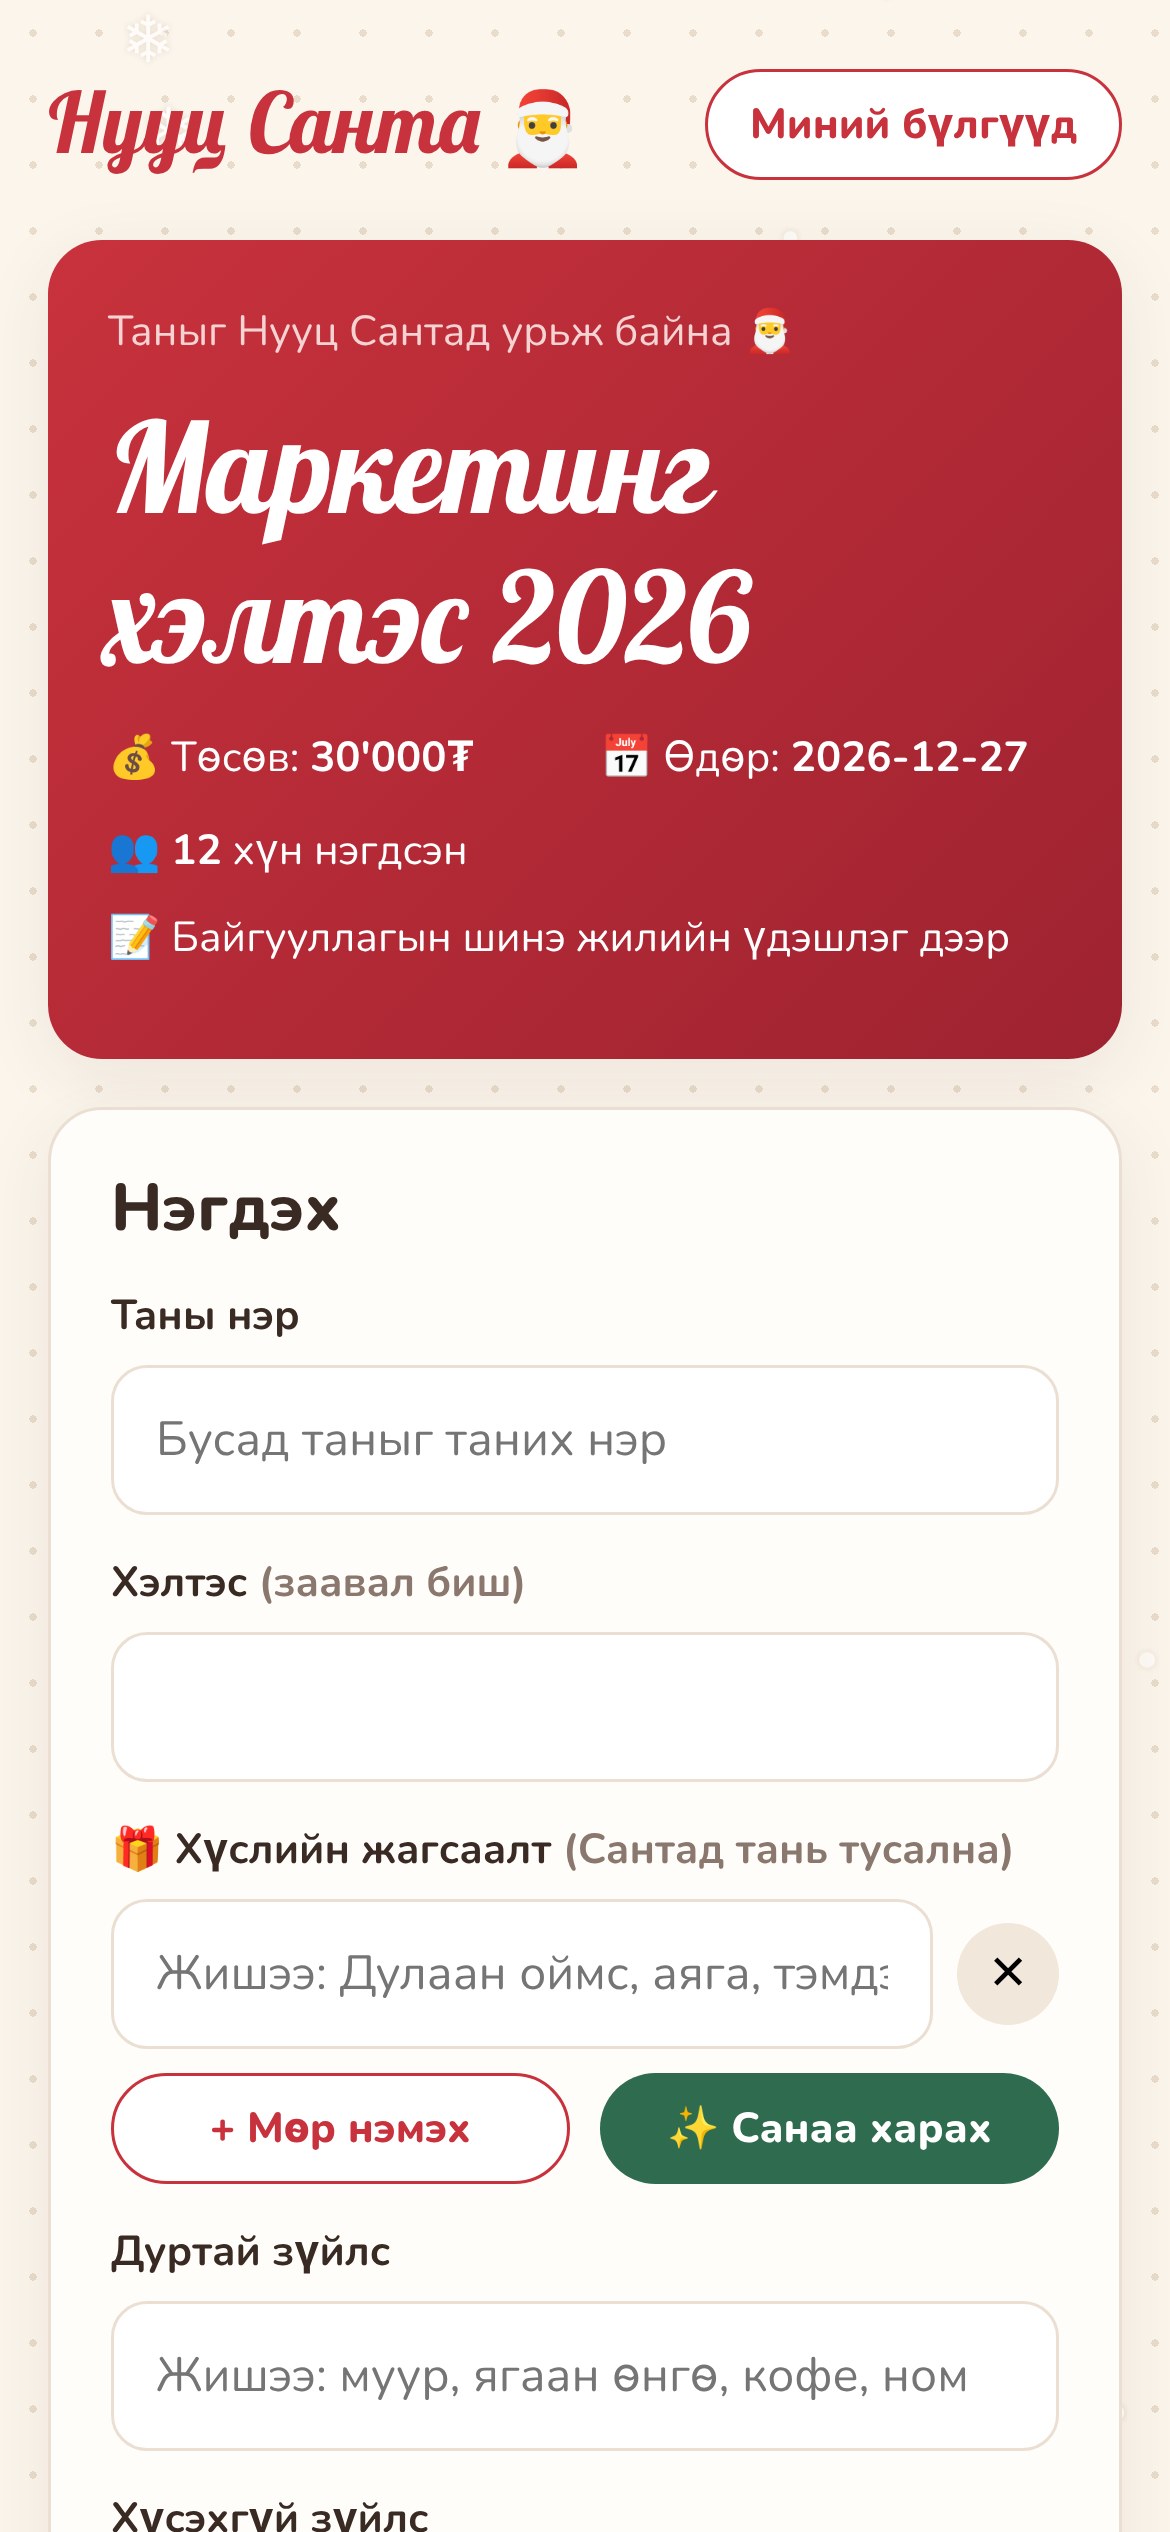 Нууц Санта 🎅
Миний бүлгүүд
Таныг Нууц Сантад урьж байна 🎅
Маркетинг
хэлтэс 2026
💰 Төсөв: 30'000₮
📅 Өдөр: 2026-12-27
👥 12 хүн нэгдсэн
📝 Байгууллагын шинэ жилийн үдэшлэг дээр
Нэгдэх
Таны нэр
Бусад таныг таних нэр
Хэлтэс (заавал биш)
🎁 Хүслийн жагсаалт (Сантад тань тусална)
Жишээ: Дулаан оймс, аяга, тэмдэ
✕
+ Мөр нэмэх
✨ Санаа харах
Дуртай зүйлс
Жишээ: муур, ягаан өнгө, кофе, ном
Хүсэхгүй зүйлс